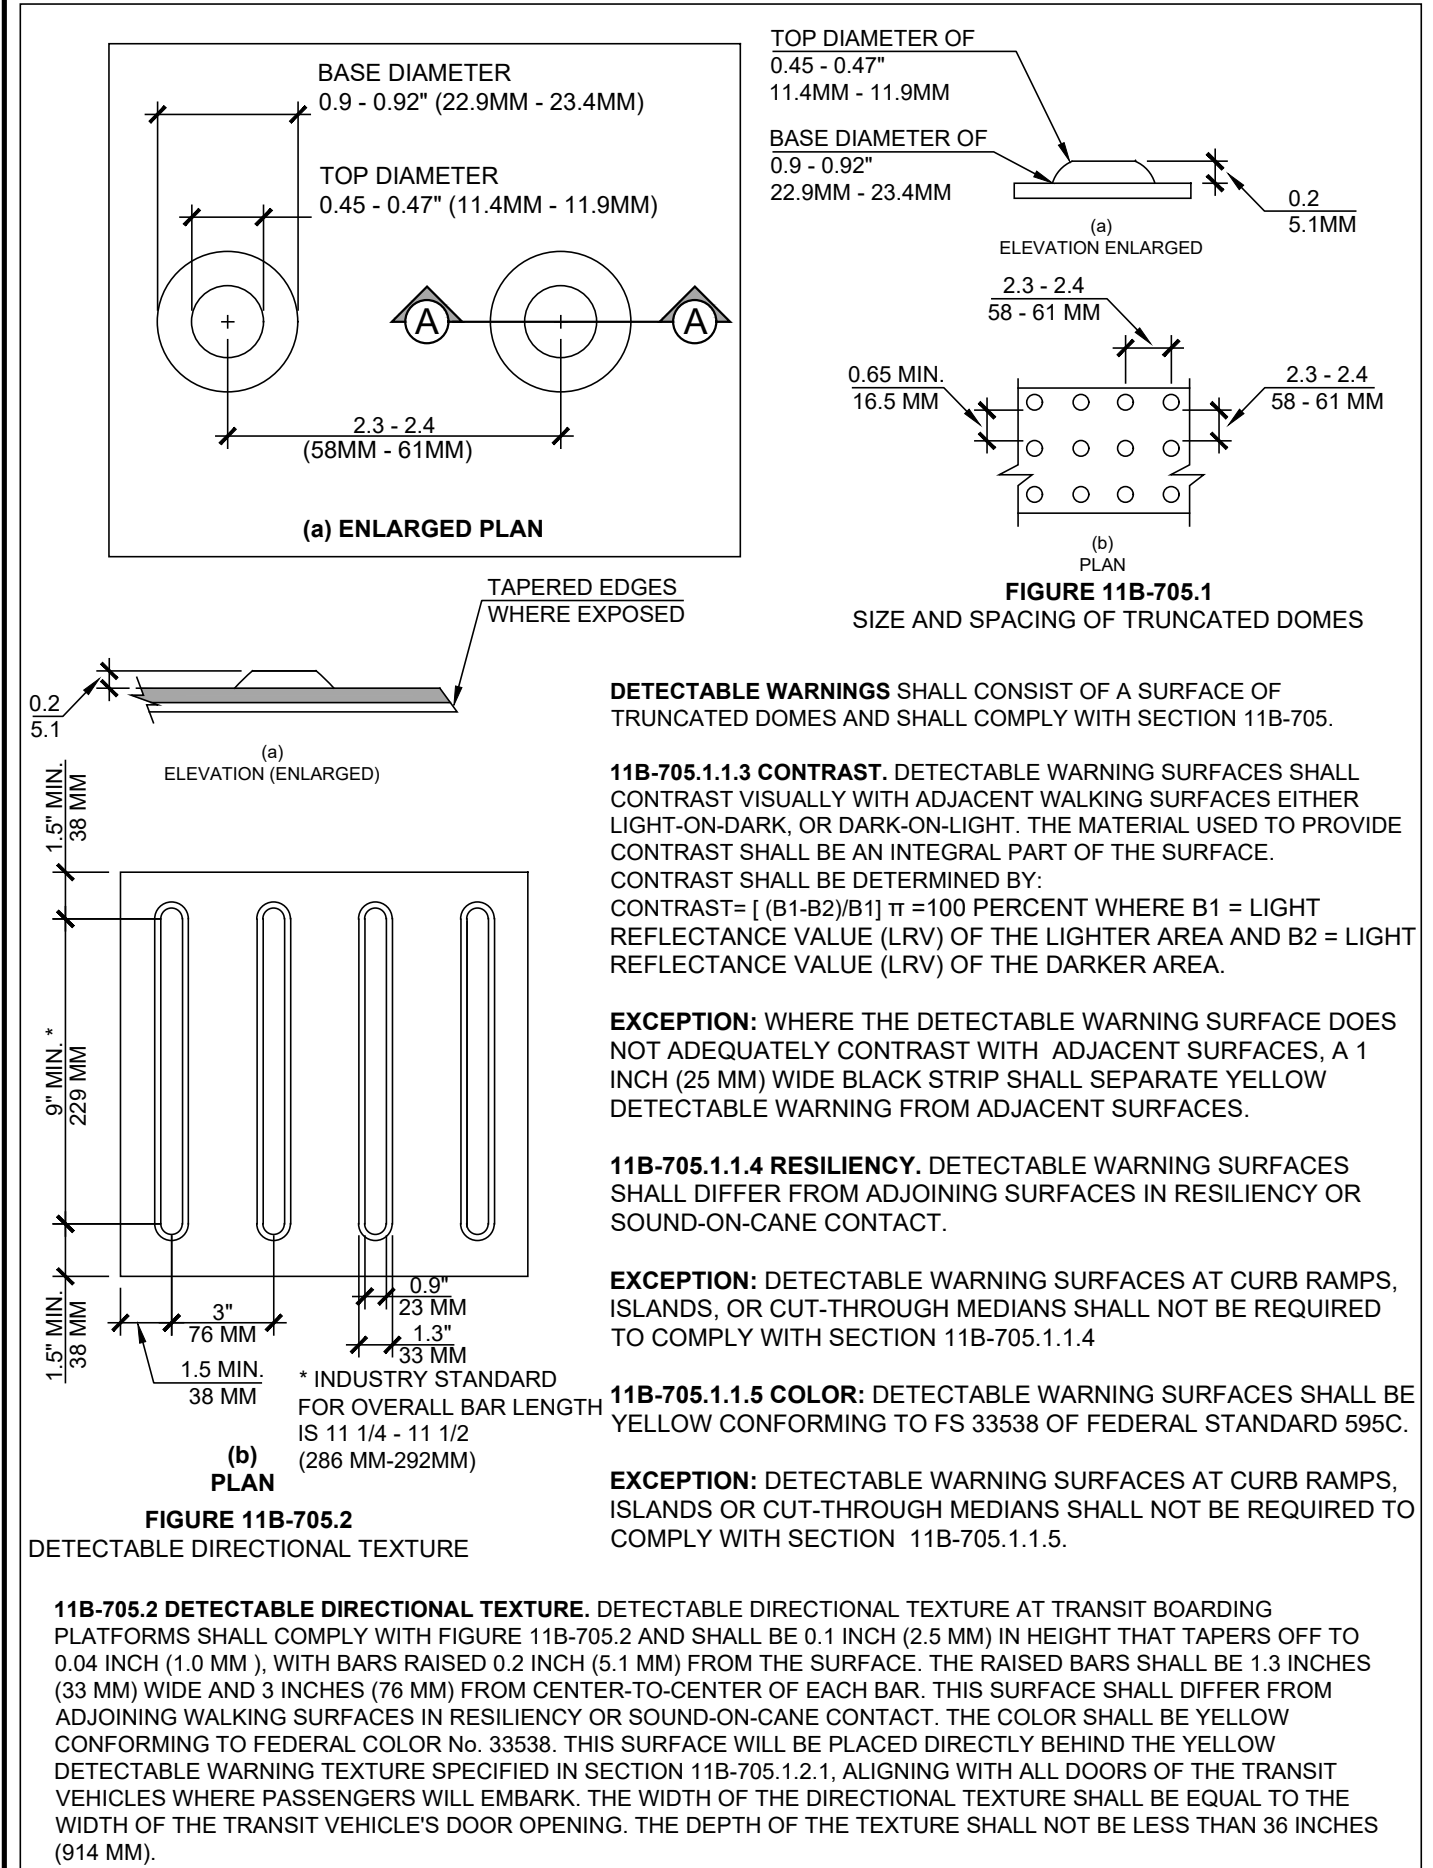 BASE DIAMETER
0.9 - 0.92" (22.9MM - 23.4MM)
TOP DIAMETER
0.45 - 0.47" (11.4MM - 11.9MM)
A
A
2.3 - 2.4
(58MM - 61MM)
(a) ENLARGED PLAN
TOP DIAMETER OF
0.45 - 0.47"
11.4MM - 11.9MM
BASE DIAMETER OF
0.9 - 0.92"
22.9MM - 23.4MM
0.2
5.1MM
(a)
ELEVATION ENLARGED
2.3 - 2.4
58 - 61 MM
0.65 MIN.
16.5 MM
2.3 - 2.4
58 - 61 MM
(b)
PLAN
FIGURE 11B-705.1
SIZE AND SPACING OF TRUNCATED DOMES
TAPERED EDGES
WHERE EXPOSED
0.2
5.1
(a)
ELEVATION (ENLARGED)
1.5" MIN.
38 MM
9" MIN. *
229 MM
1.5" MIN.
38 MM
3"
76 MM
1.5 MIN.
38 MM
0.9"
23 MM
1.3"
33 MM
* INDUSTRY STANDARD
FOR OVERALL BAR LENGTH
IS 11 1/4 - 11 1/2
(286 MM-292MM)
(b)
PLAN
FIGURE 11B-705.2
DETECTABLE DIRECTIONAL TEXTURE
DETECTABLE WARNINGS SHALL CONSIST OF A SURFACE OF
TRUNCATED DOMES AND SHALL COMPLY WITH SECTION 11B-705.
11B-705.1.1.3 CONTRAST. DETECTABLE WARNING SURFACES SHALL
CONTRAST VISUALLY WITH ADJACENT WALKING SURFACES EITHER
LIGHT-ON-DARK, OR DARK-ON-LIGHT. THE MATERIAL USED TO PROVIDE
CONTRAST SHALL BE AN INTEGRAL PART OF THE SURFACE.
CONTRAST SHALL BE DETERMINED BY:
CONTRAST= [ (B1-B2)/B1] π =100 PERCENT WHERE B1 = LIGHT
REFLECTANCE VALUE (LRV) OF THE LIGHTER AREA AND B2 = LIGHT
REFLECTANCE VALUE (LRV) OF THE DARKER AREA.
EXCEPTION: WHERE THE DETECTABLE WARNING SURFACE DOES
NOT ADEQUATELY CONTRAST WITH ADJACENT SURFACES, A 1
INCH (25 MM) WIDE BLACK STRIP SHALL SEPARATE YELLOW
DETECTABLE WARNING FROM ADJACENT SURFACES.
11B-705.1.1.4 RESILIENCY. DETECTABLE WARNING SURFACES
SHALL DIFFER FROM ADJOINING SURFACES IN RESILIENCY OR
SOUND-ON-CANE CONTACT.
EXCEPTION: DETECTABLE WARNING SURFACES AT CURB RAMPS,
ISLANDS, OR CUT-THROUGH MEDIANS SHALL NOT BE REQUIRED
TO COMPLY WITH SECTION 11B-705.1.1.4
11B-705.1.1.5 COLOR: DETECTABLE WARNING SURFACES SHALL BE
YELLOW CONFORMING TO FS 33538 OF FEDERAL STANDARD 595C.
EXCEPTION: DETECTABLE WARNING SURFACES AT CURB RAMPS,
ISLANDS OR CUT-THROUGH MEDIANS SHALL NOT BE REQUIRED TO
COMPLY WITH SECTION 11B-705.1.1.5.
11B-705.2 DETECTABLE DIRECTIONAL TEXTURE. DETECTABLE DIRECTIONAL TEXTURE AT TRANSIT BOARDING
PLATFORMS SHALL COMPLY WITH FIGURE 11B-705.2 AND SHALL BE 0.1 INCH (2.5 MM) IN HEIGHT THAT TAPERS OFF TO
0.04 INCH (1.0 MM ), WITH BARS RAISED 0.2 INCH (5.1 MM) FROM THE SURFACE. THE RAISED BARS SHALL BE 1.3 INCHES
(33 MM) WIDE AND 3 INCHES (76 MM) FROM CENTER-TO-CENTER OF EACH BAR. THIS SURFACE SHALL DIFFER FROM
ADJOINING WALKING SURFACES IN RESILIENCY OR SOUND-ON-CANE CONTACT. THE COLOR SHALL BE YELLOW
CONFORMING TO FEDERAL COLOR No. 33538. THIS SURFACE WILL BE PLACED DIRECTLY BEHIND THE YELLOW
DETECTABLE WARNING TEXTURE SPECIFIED IN SECTION 11B-705.1.2.1, ALIGNING WITH ALL DOORS OF THE TRANSIT
VEHICLES WHERE PASSENGERS WILL EMBARK. THE WIDTH OF THE DIRECTIONAL TEXTURE SHALL BE EQUAL TO THE
WIDTH OF THE TRANSIT VEHICLE'S DOOR OPENING. THE DEPTH OF THE TEXTURE SHALL NOT BE LESS THAN 36 INCHES
(914 MM).